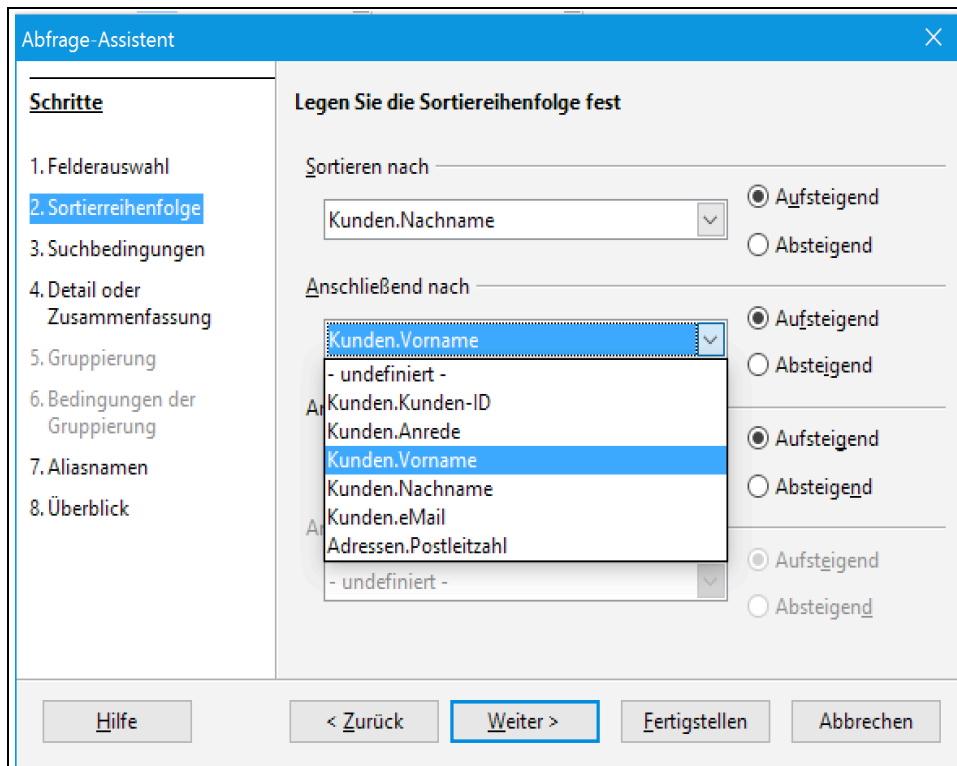 Abfrage-Assistent
Schritte
1. Felderauswahl
2. Sortierreihenfolge
3. Suchbedingungen
4. Detail oder
Zusammenfassung
5. Gruppierung
6. Bedingungen der
Gruppierung
7. Aliasnamen
8. Überblick
Legen Sie die Sortiereihenfolge fest
Sortieren nach
Kunden.Nachname
Aufsteigend
Absteigend
Anschließend nach
Kunden.Vorname
Aufsteigend
Absteigend
- undefiniert -
Kunden.Kunden-ID
Kunden.Anrede
Kunden.Vorname
Kunden.Nachname
Kunden.eMail
Adressen.Postleitzahl
Aufsteigend
Absteigend
- undefiniert -
Aufsteigend
Absteigend
Hilfe
< Zurück
Weiter >
Fertigstellen
Abbrechen